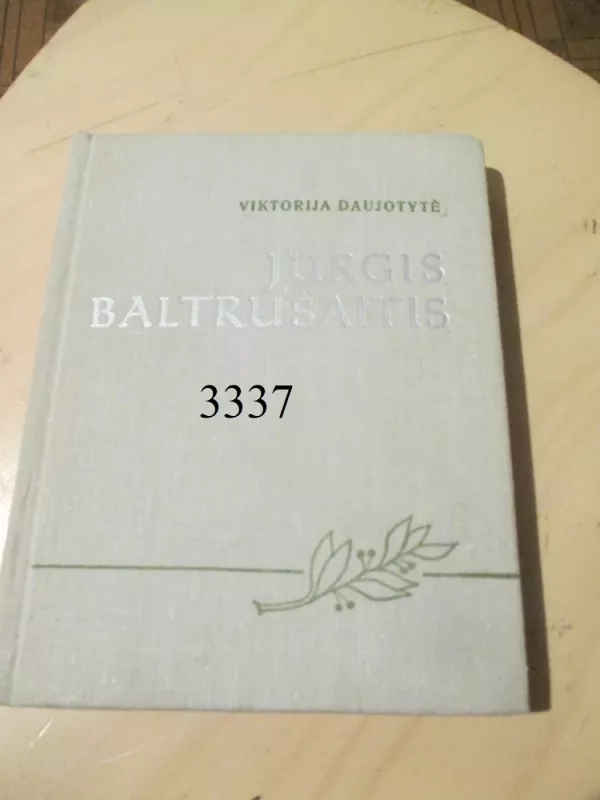 VIKTORIJA DAUJOTYTĖ
JURGIS
BALTRUŠAITIS
3337